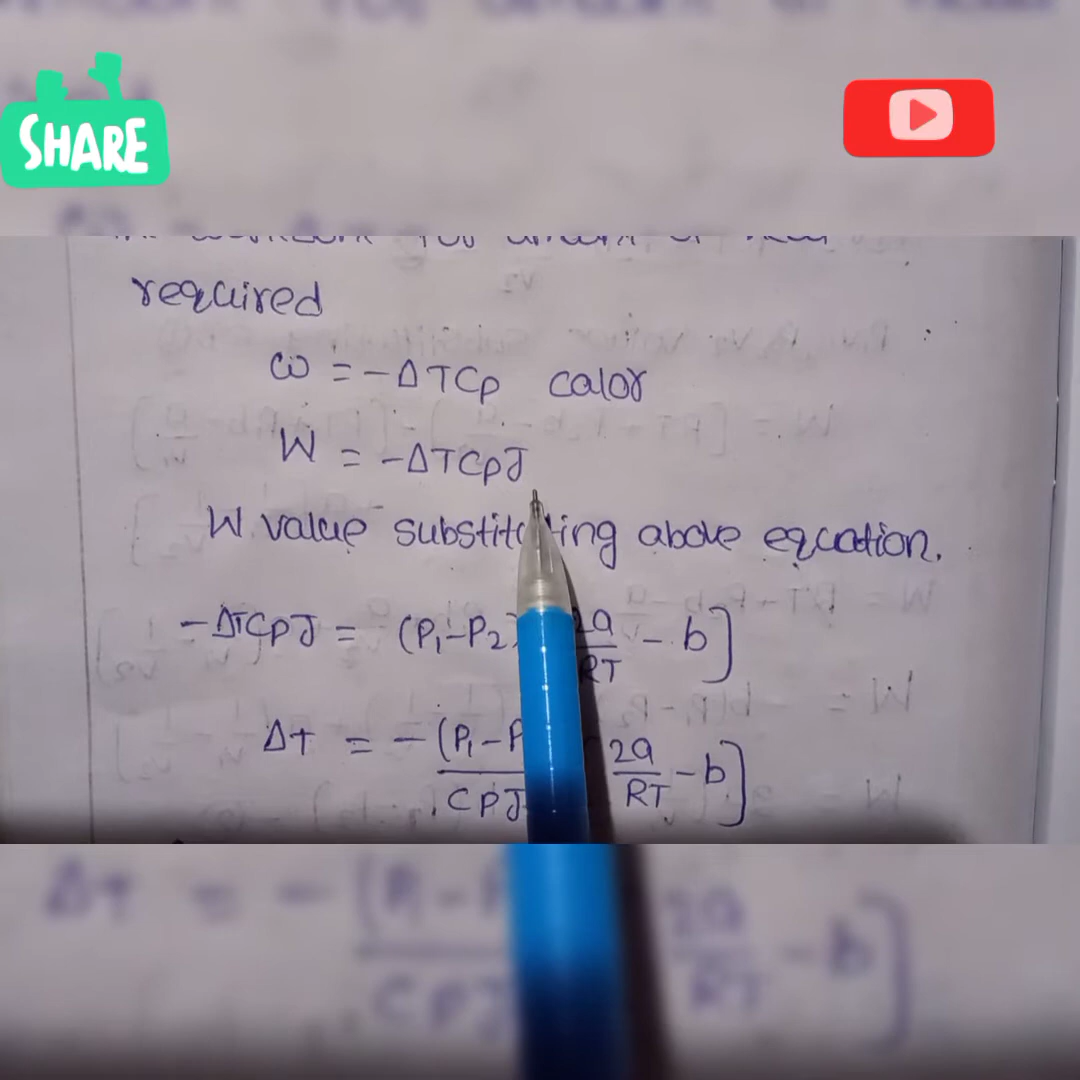 SHARE
required
ω = -ΔTCP calor
W = -ΔTCPJ
W value substituting above equation.
-ΔTCPJ = (P₁-P₂ 2a/RT - b]
ΔT = -(P₁-P /CPJ 2a/RT - b]